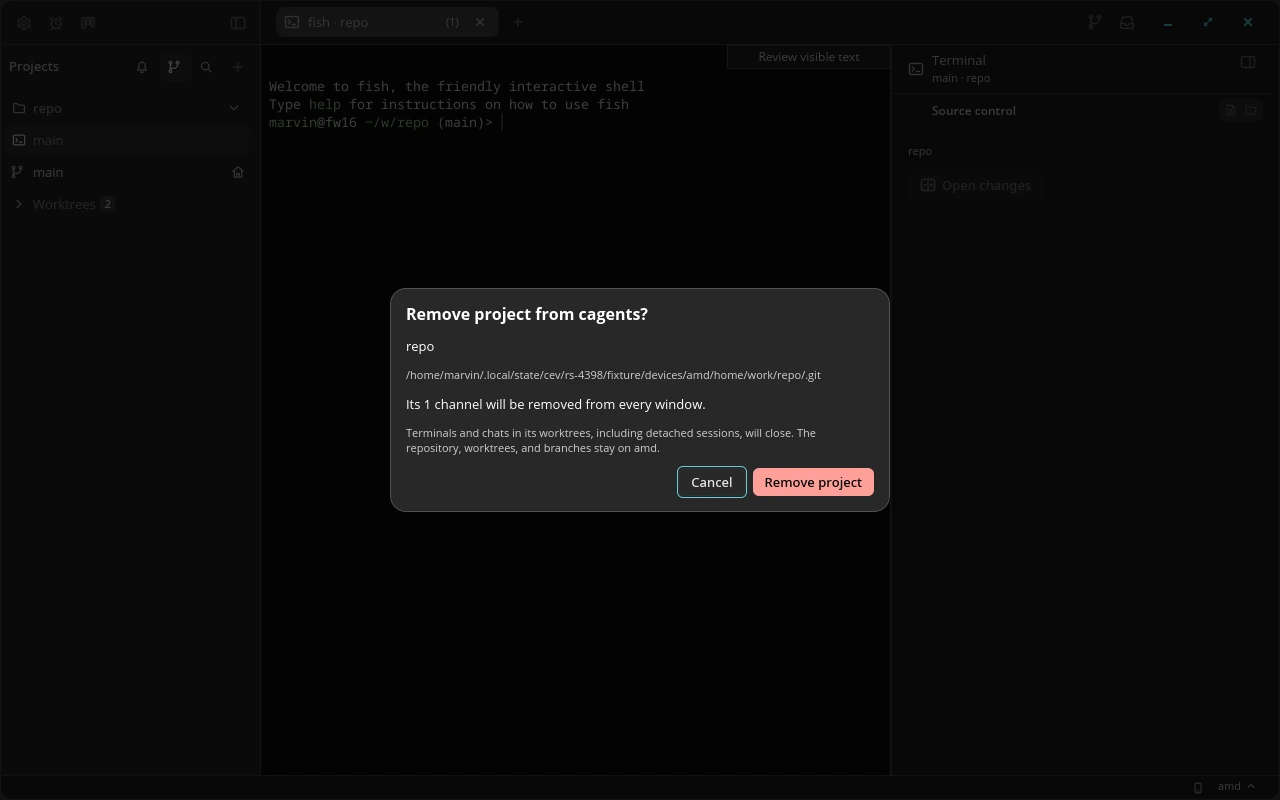 fish · repo (1)
Projects
repo
main
main
Worktrees 2
Review visible text
Welcome to fish, the friendly interactive shell
Type help for instructions on how to use fish
marvin@fw16 ~/w/repo (main)>
Terminal
main · repo
Source control
repo
Open changes
Remove project from cagents?
repo
/home/marvin/.local/state/cev/rs-4398/fixture/devices/amd/home/work/repo/.git
Its 1 channel will be removed from every window.
Terminals and chats in its worktrees, including detached sessions, will close. The
repository, worktrees, and branches stay on amd.
Cancel
Remove project
amd